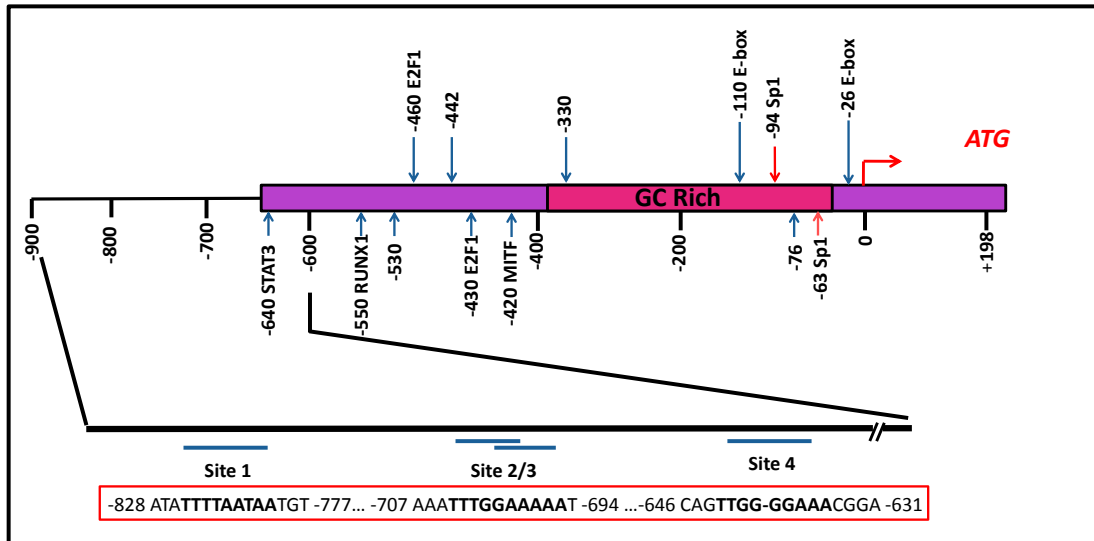 -460 E2F1
-442
-330
-110 E-box
-94 Sp1
-26 E-box
ATG
GC Rich
-900
-800
-700
-640 STAT3
-600
-550 RUNX1
-530
-430 E2F1
-420 MITF
-400
-200
-76
-63 Sp1
0
+198
Site 1
Site 2/3
Site 4
-828 ATATTTTAATAATGT -777... -707 AAATTTGGAAAAAT -694 ...-646 CAGTTGG-GGAAACGGA -631